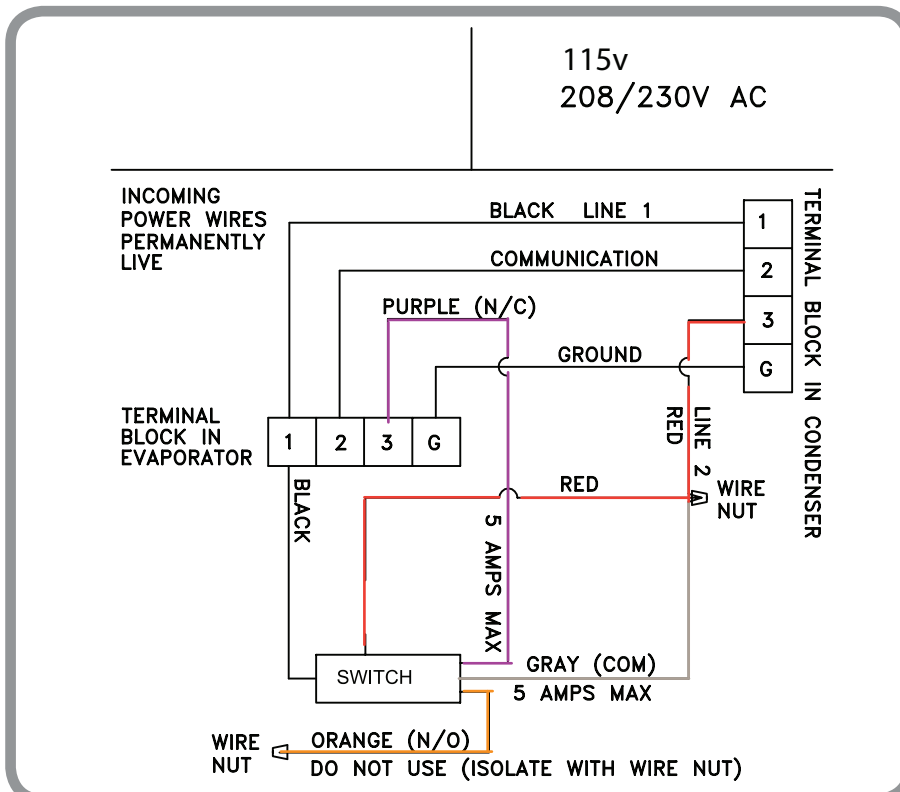 115v
208/230V AC
INCOMING
POWER WIRES
PERMANENTLY
LIVE
BLACK LINE 1
COMMUNICATION
PURPLE (N/C)
GROUND
1
2
3
G
TERMINAL BLOCK IN CONDENSER
TERMINAL
BLOCK IN
EVAPORATOR
1 2 3 G
LINE 2
RED
BLACK
RED
WIRE
NUT
5 AMPS MAX
SWITCH
GRAY (COM)
5 AMPS MAX
WIRE
NUT
ORANGE (N/O)
DO NOT USE (ISOLATE WITH WIRE NUT)